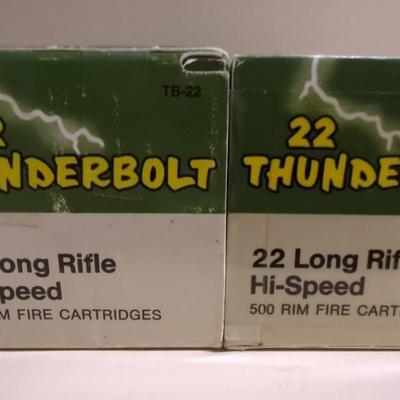 TB-22
NDERBOLT
ong Rifle
peed
M FIRE CARTRIDGES
22
THUNDE
22 Long Rif
Hi-Speed
500 RIM FIRE CART